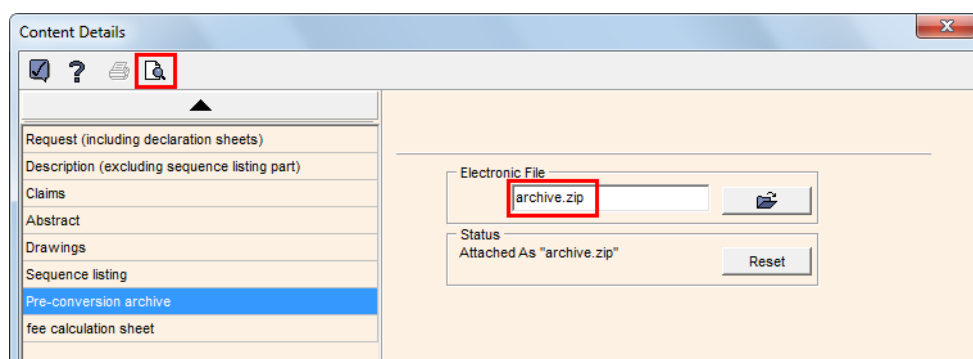 Content Details
Request (including declaration sheets)
Description (excluding sequence listing part)
Claims
Abstract
Drawings
Sequence listing
Pre-conversion archive
fee calculation sheet
Electronic File
archive.zip
Status
Attached As "archive.zip"
Reset